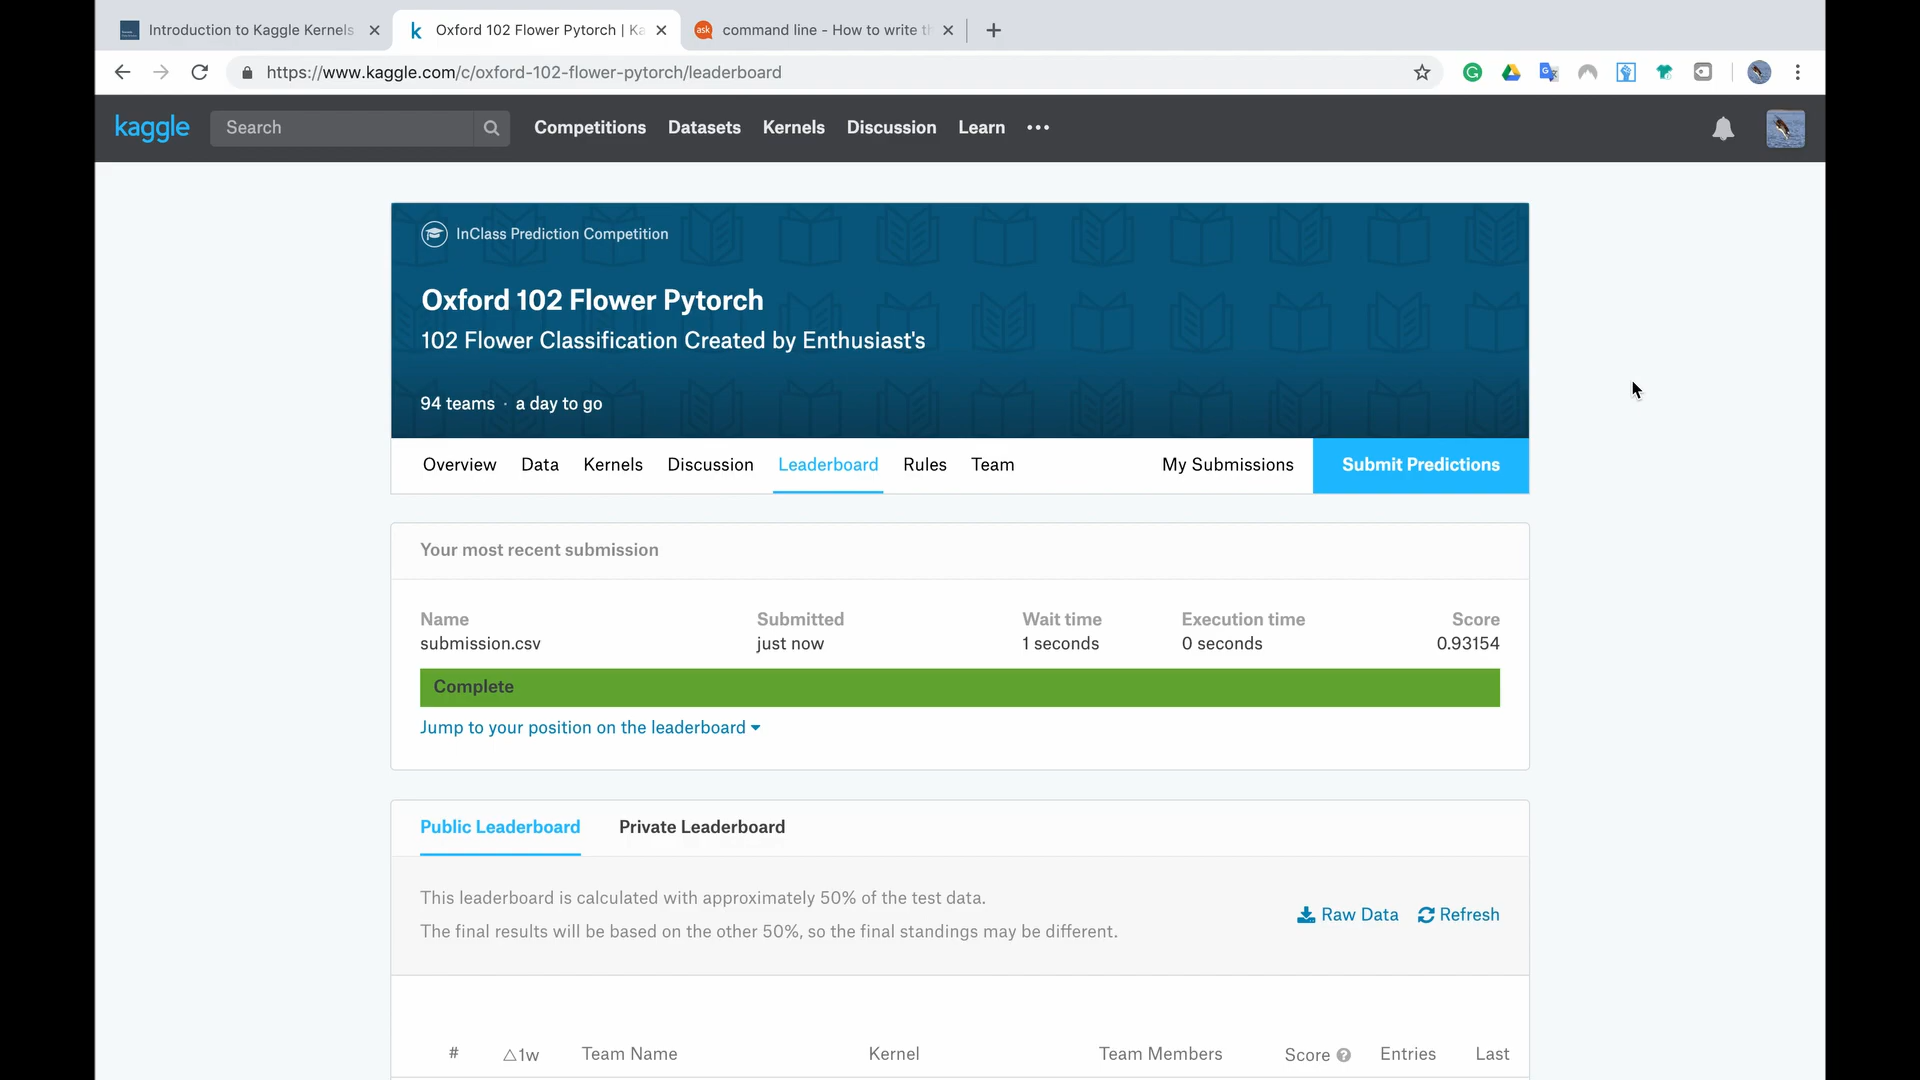 Introduction to Kaggle Kernels
Oxford 102 Flower Pytorch | Ka
command line - How to write th
https://www.kaggle.com/c/oxford-102-flower-pytorch/leaderboard
kaggle Search Competitions Datasets Kernels Discussion Learn •••
InClass Prediction Competition
Oxford 102 Flower Pytorch
102 Flower Classification Created by Enthusiast's
94 teams · a day to go
Overview Data Kernels Discussion Leaderboard Rules Team My Submissions Submit Predictions
Your most recent submission
Name Submitted Wait time Execution time Score
submission.csv just now 1 seconds 0 seconds 0.93154
Complete
Jump to your position on the leaderboard
Public Leaderboard Private Leaderboard
This leaderboard is calculated with approximately 50% of the test data.
The final results will be based on the other 50%, so the final standings may be different.
Raw Data Refresh
# △1w Team Name Kernel Team Members Score Entries Last